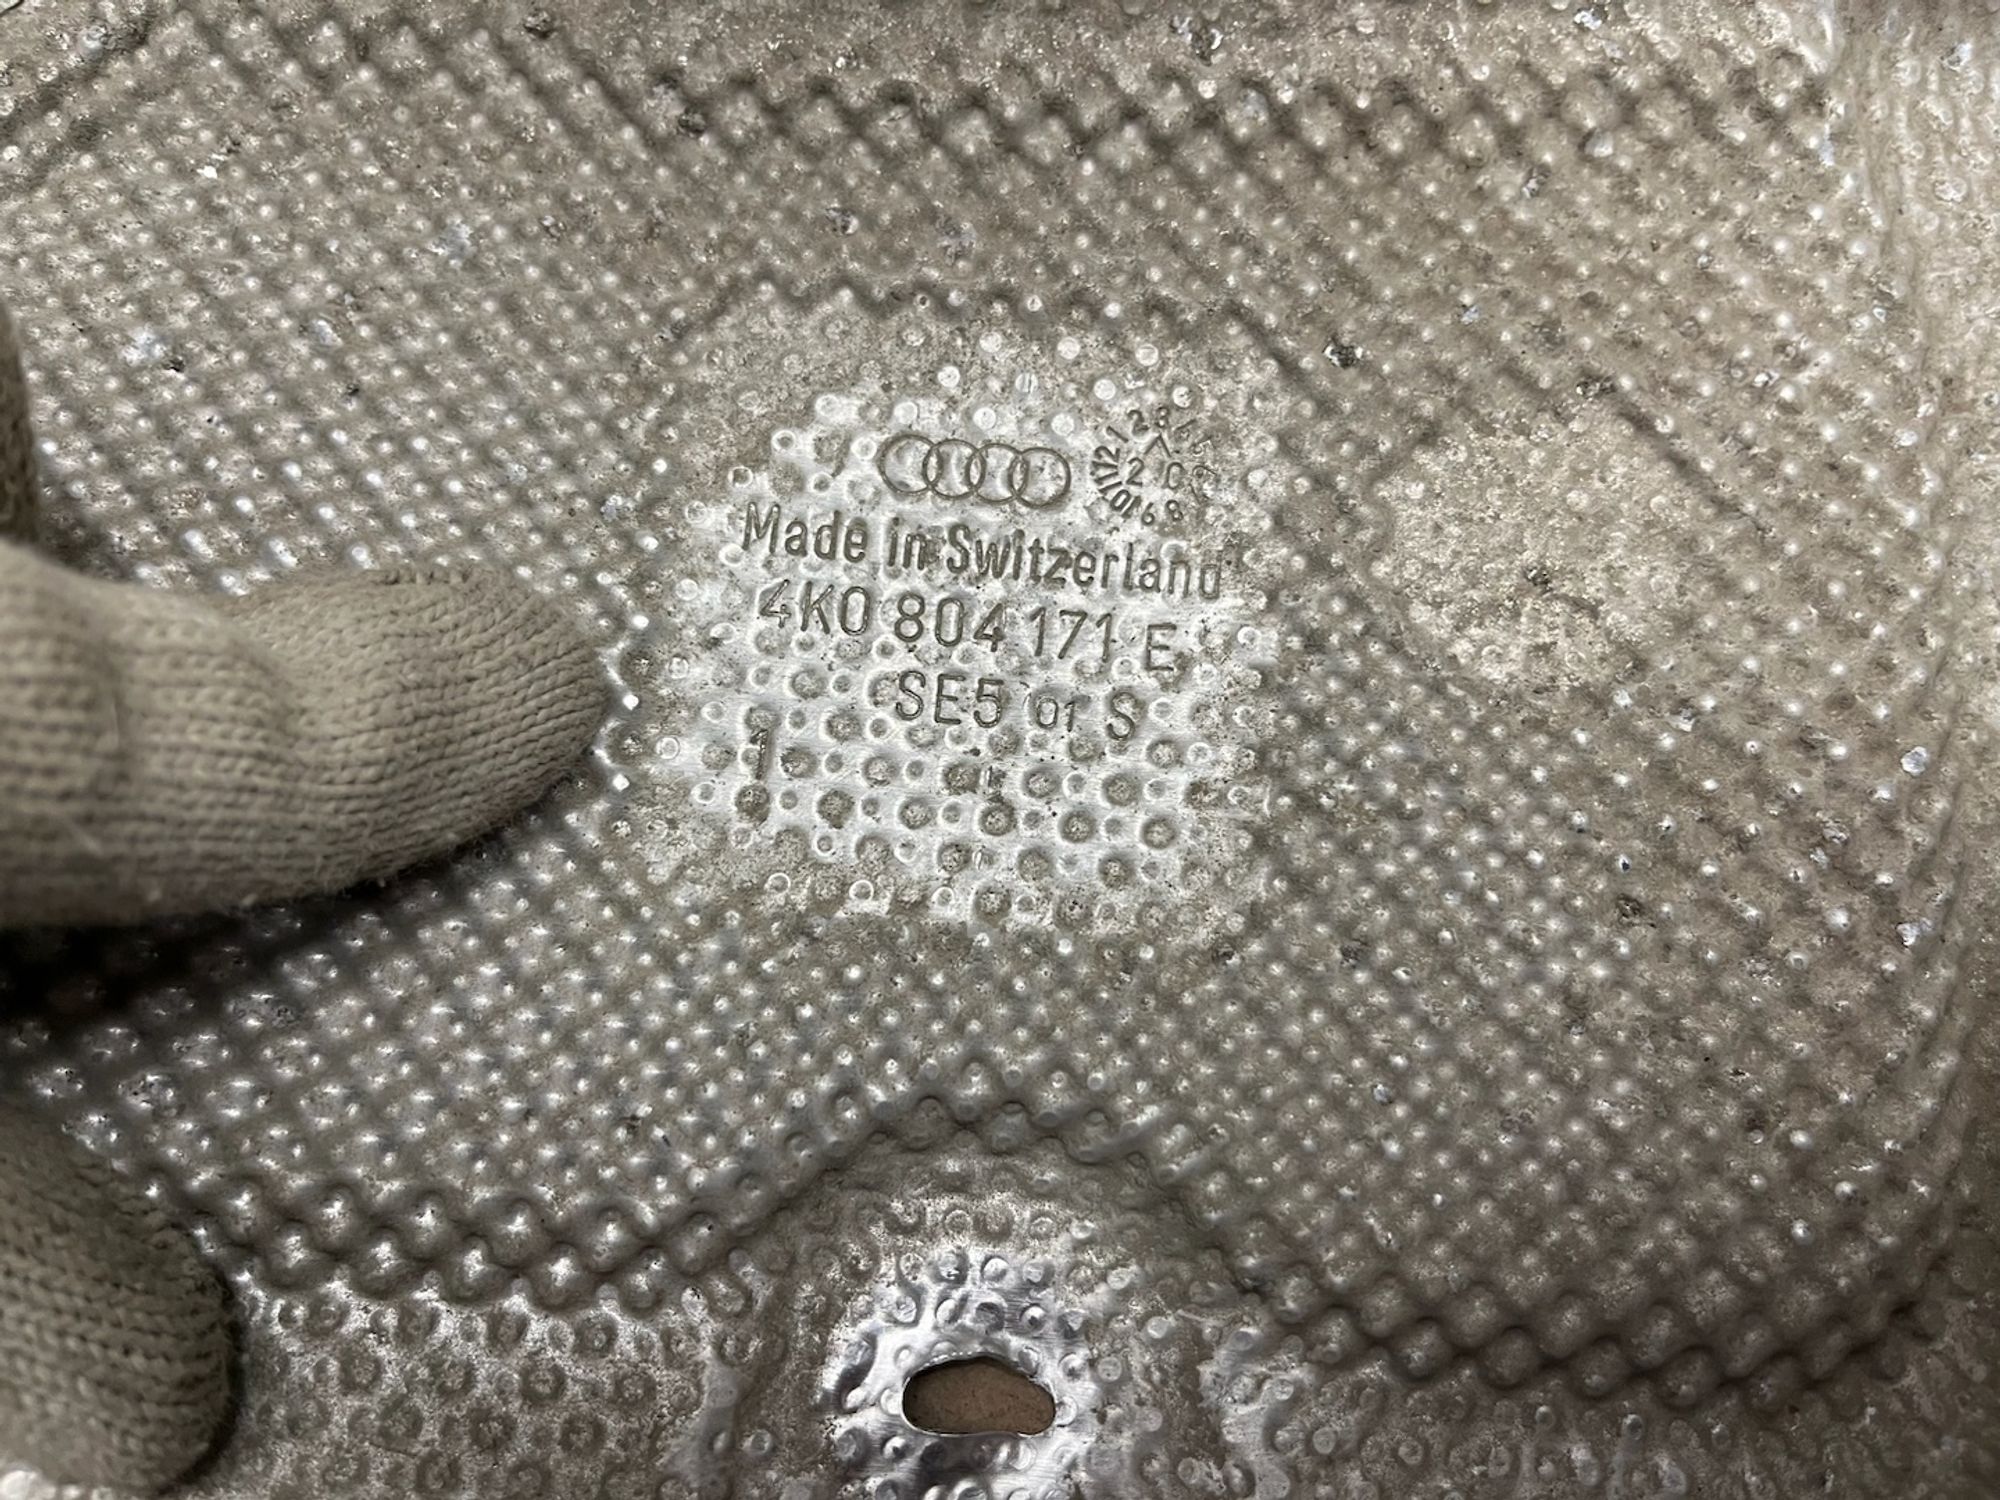 Made in Switzerland
4K0 804 171 E
SE5 01 S
1